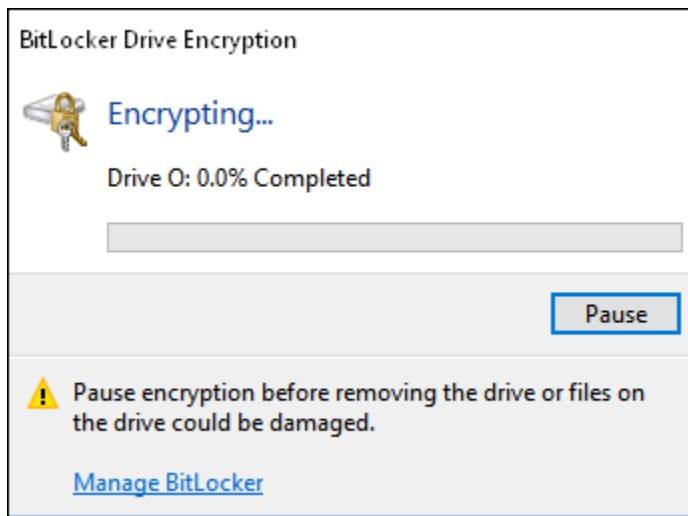 BitLocker Drive Encryption
Encrypting...
Drive O: 0.0% Completed
Pause
Pause encryption before removing the drive or files on
the drive could be damaged.
Manage BitLocker